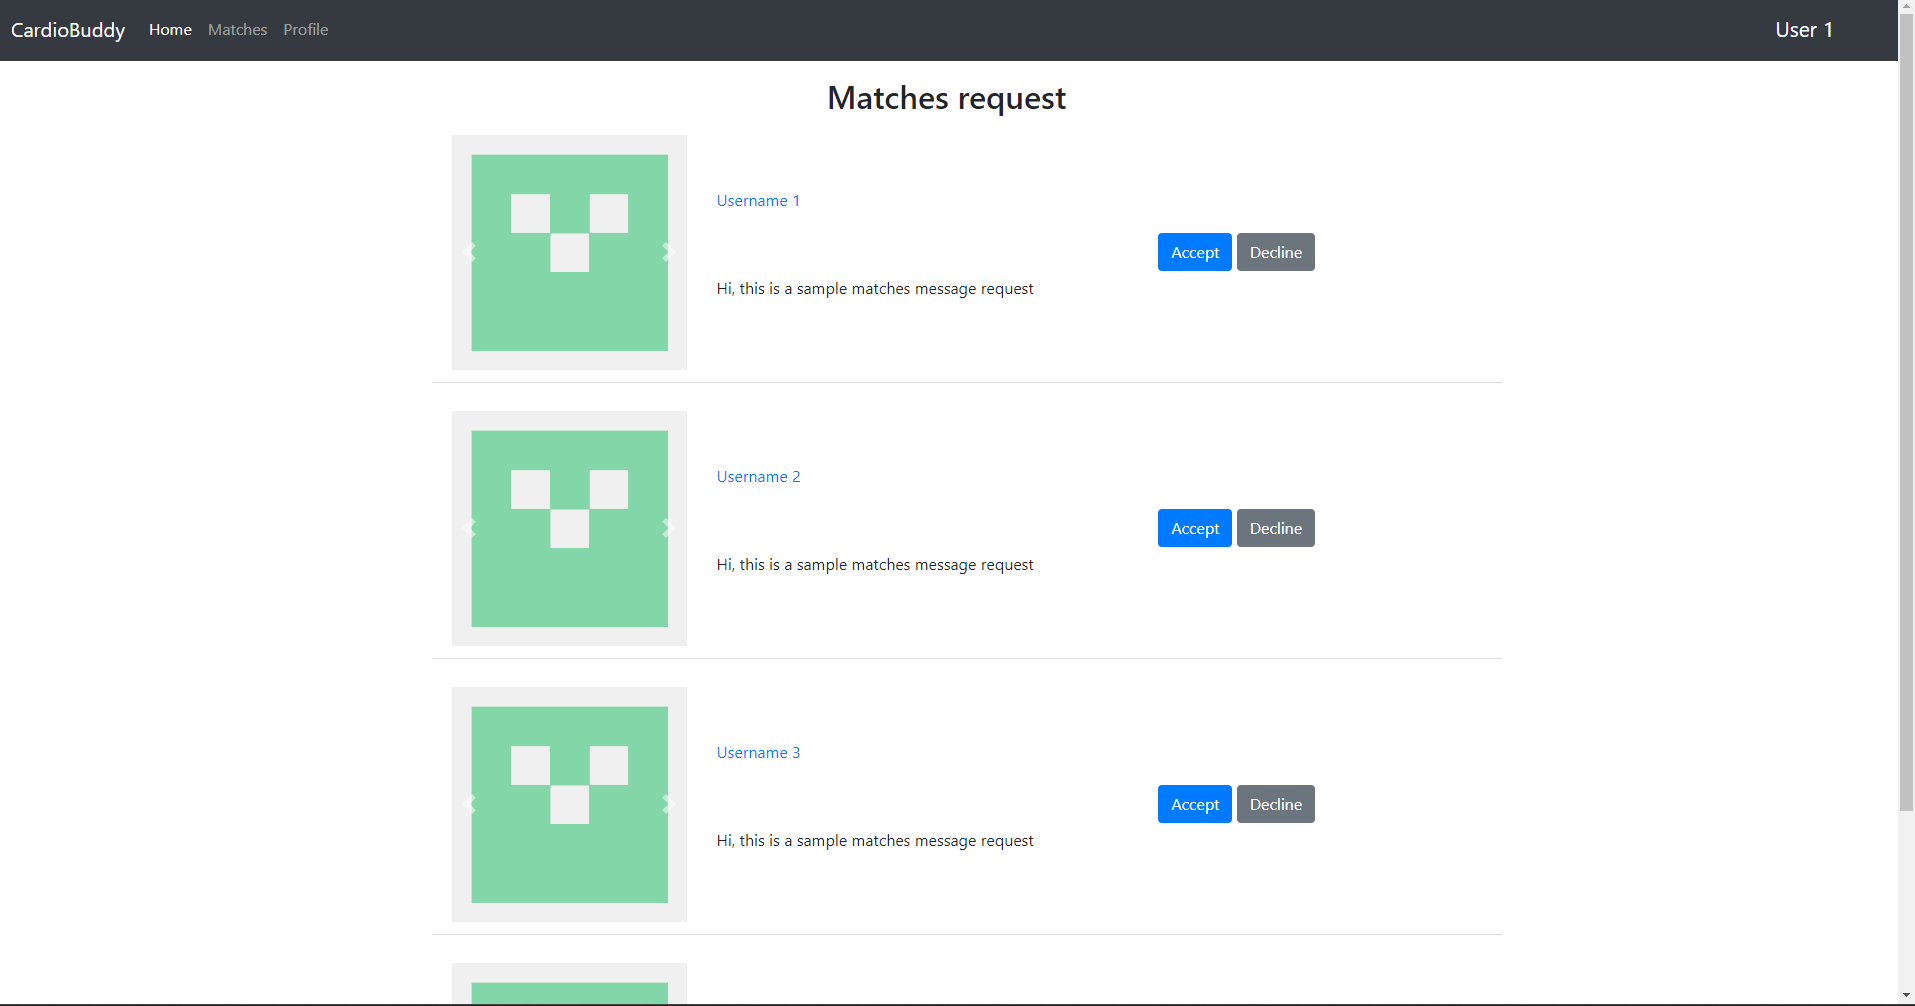 CardioBuddy Home Matches Profile User 1
Matches request
Username 1
Accept Decline
Hi, this is a sample matches message request
Username 2
Accept Decline
Hi, this is a sample matches message request
Username 3
Accept Decline
Hi, this is a sample matches message request